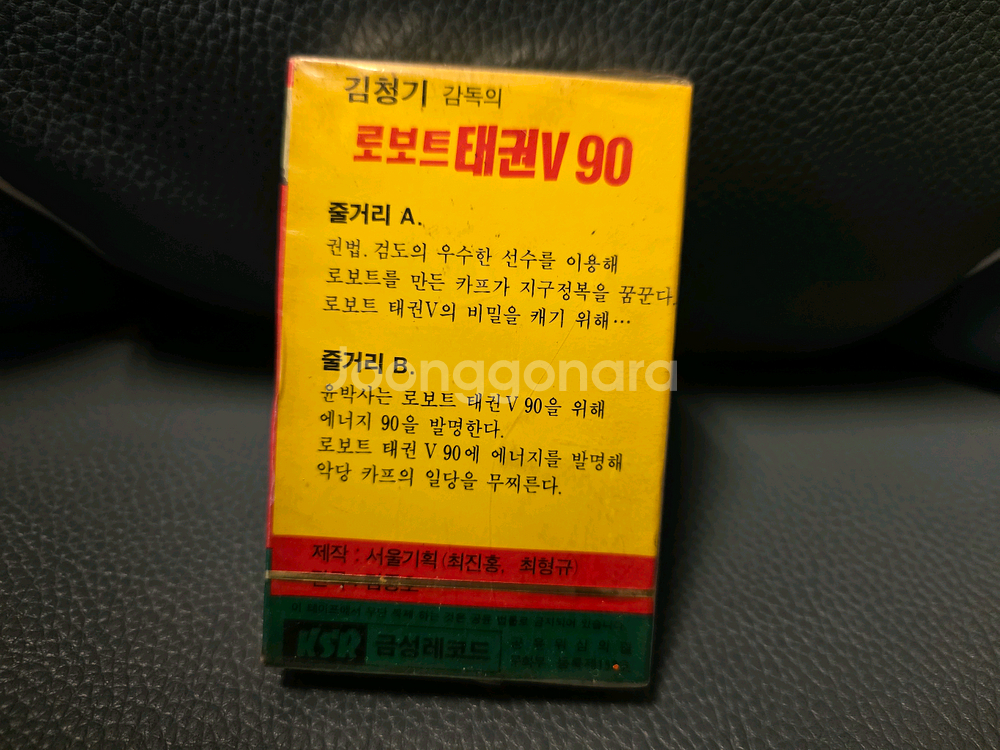 김청기 감독의
로보트태권V 90
줄거리 A.
권법, 검도의 우수한 선수를 이용해
로보트를 만든 카프가 지구정복을 꿈꾼다.
로보트 태권V의 비밀을 캐기 위해…
줄거리 B.
Joonggonara
윤박사는 로보트 태권V 90을 위해
에너지 90을 발명한다.
로보트 태권 V 90에 에너지를 발명해
악당 카프의 일당을 무찌른다.
제작 : 서울기획(최진홍, 최형규)
KSR 금성레코드